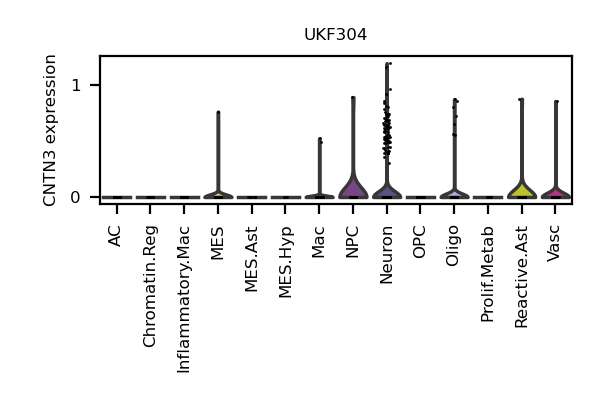 UKF304
CNTN3 expression
1
0
AC
Chromatin.Reg
Inflammatory.Mac
MES
MES.Ast
MES.Hyp
Mac
NPC
Neuron
OPC
Oligo
Prolif.Metab
Reactive.Ast
Vasc